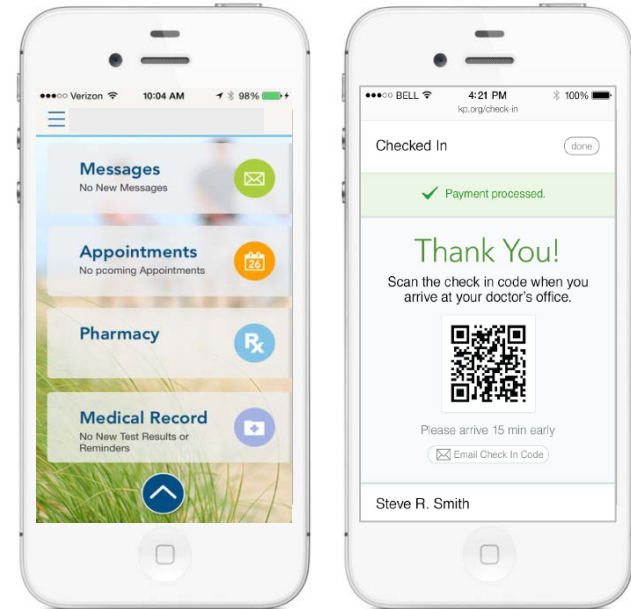 Verizon 10:04 AM 98%
Messages
No New Messages
Appointments
No pcoming Appointments
26
Pharmacy
Rx
Medical Record
No New Test Results or
Reminders
BELL 4:21 PM 100%
kp.org/check-in
Checked In done
Payment processed.
Thank You!
Scan the check in code when you
arrive at your doctor's office.
Please arrive 15 min early
Email Check In Code
Steve R. Smith